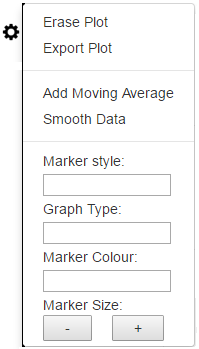 Erase Plot
Export Plot
Add Moving Average
Smooth Data
Marker style:
Graph Type:
Marker Colour:
Marker Size:
- +